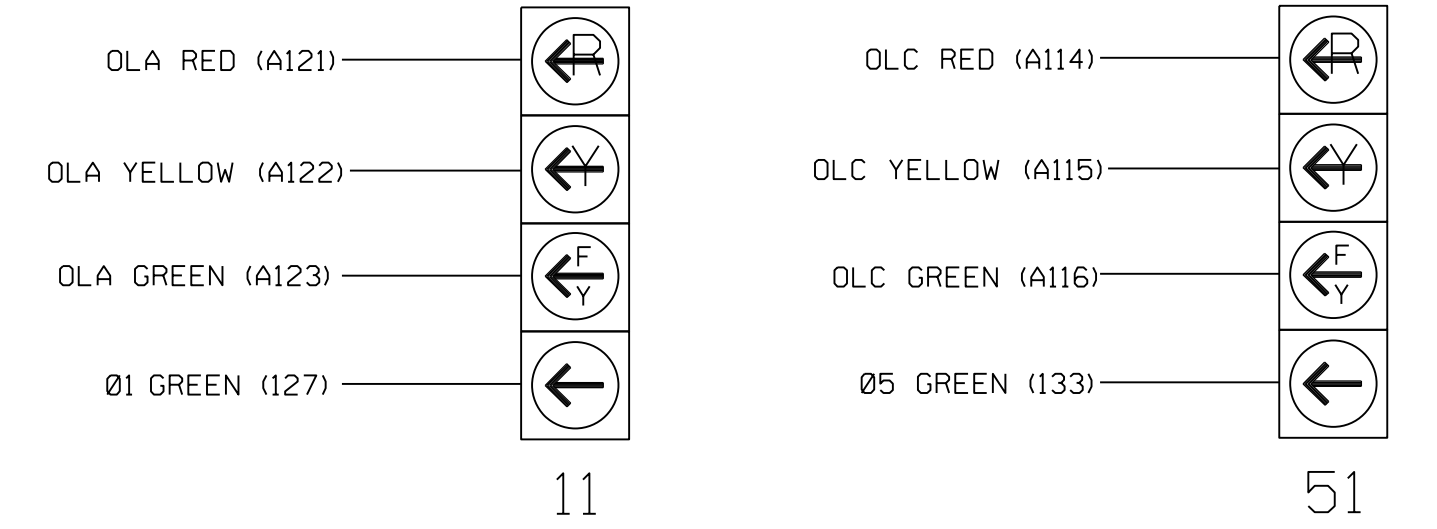 OLA RED (A121)
R
OLA YELLOW (A122)
Y
OLA GREEN (A123)
F
Y
Ø1 GREEN (127)
11
OLC RED (A114)
R
OLC YELLOW (A115)
Y
OLC GREEN (A116)
F
Y
Ø5 GREEN (133)
51